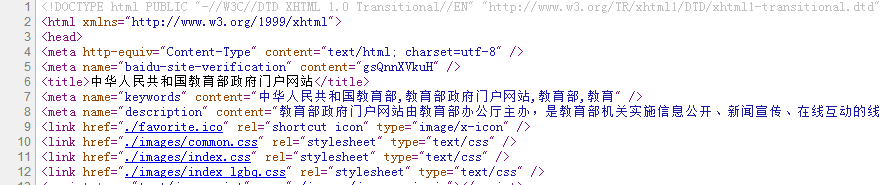 1 <!DOCTYPE html PUBLIC "-//W3C//DTD XHTML 1.0 Transitional//EN" "http://www.w3.org/TR/xhtml1/DTD/xhtml1-transitional.dtd"
2 <html xmlns="http://www.w3.org/1999/xhtml">
3 <head>
4 <meta http-equiv="Content-Type" content="text/html; charset=utf-8" />
5 <meta name="baidu-site-verification" content="gsQnnXVkuH" />
6 <title>中华人民共和国教育部政府门户网站</title>
7 <meta name="keywords" content="中华人民共和国教育部,教育部政府门户网站,教育部,教育" />
8 <meta name="description" content="教育部政府门户网站由教育部办公厅主办，是教育部机关实施信息公开、新闻宣传、在线互动的线
9 <link href="./favorite.ico" rel="shortcut icon" type="image/x-icon" />
10 <link href="./images/common.css" rel="stylesheet" type="text/css" />
11 <link href="./images/index.css" rel="stylesheet" type="text/css" />
12 <link href="./images/index_lgbq.css" rel="stylesheet" type="text/css" />